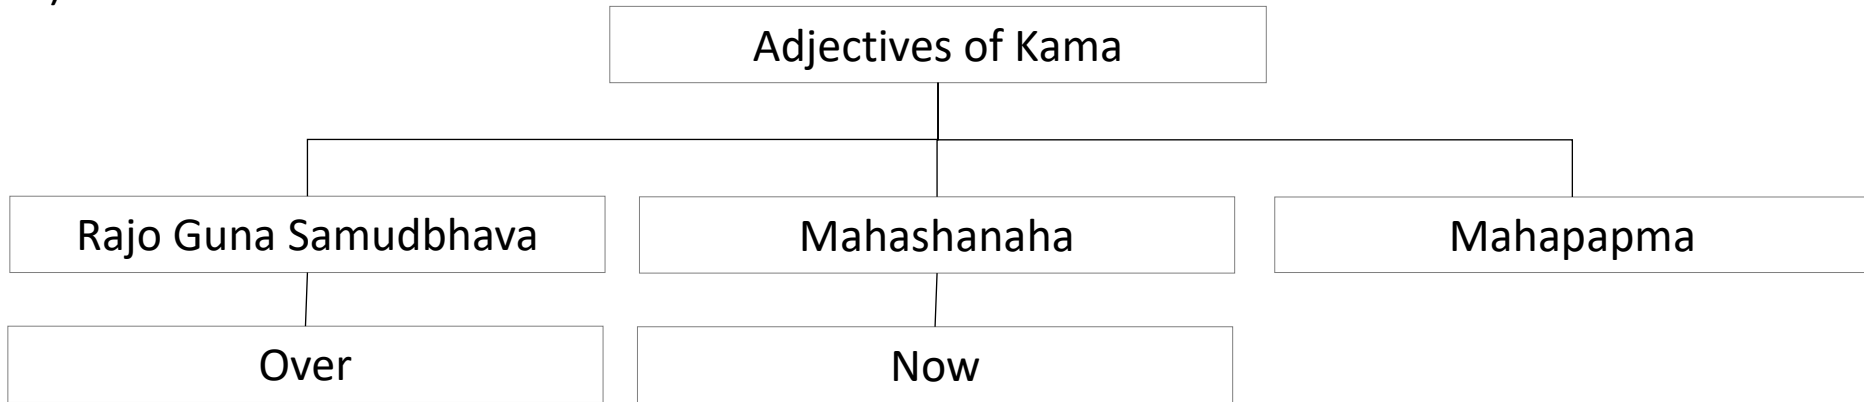 Adjectives of Kama
Rajo Guna Samudbhava
Mahashanaha
Mahapapma
Over
Now